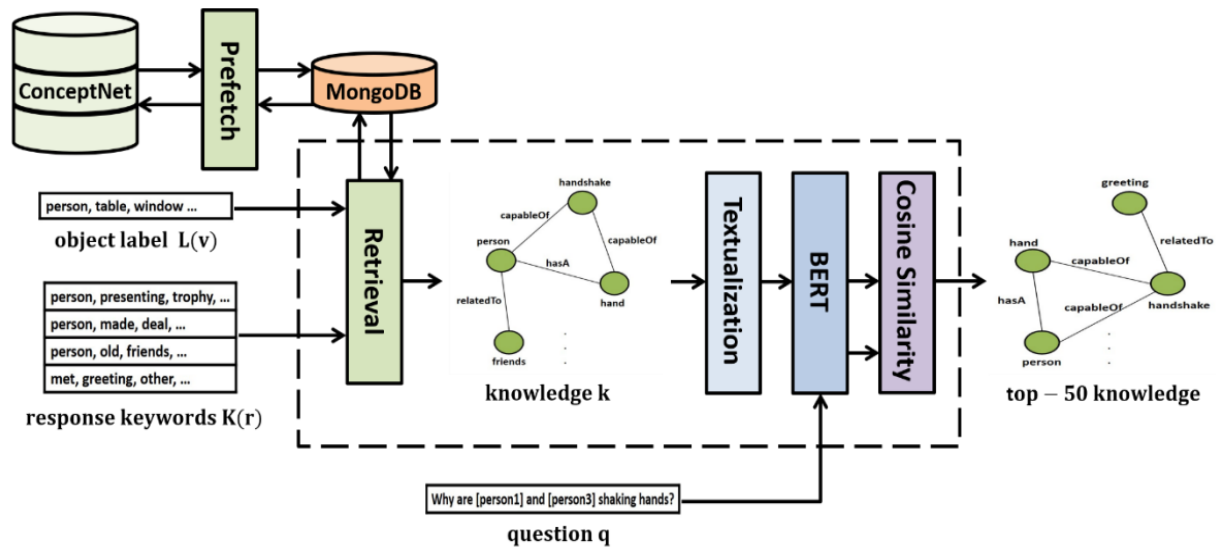 ConceptNet
Prefetch
MongoDB
person, table, window ...
object label L(v)
person, presenting, trophy, ...
person, made, deal, ...
person, old, friends, ...
met, greeting, other, ...
response keywords K(r)
Retrieval
handshake
capableOf
capableOf
person
hasA
hand
relatedTo
friends
knowledge k
Textualization
BERT
Cosine Similarity
greeting
relatedTo
hand
capableOf
hasA
capableOf
handshake
person
top − 50 knowledge
Why are [person1] and [person3] shaking hands?
question q